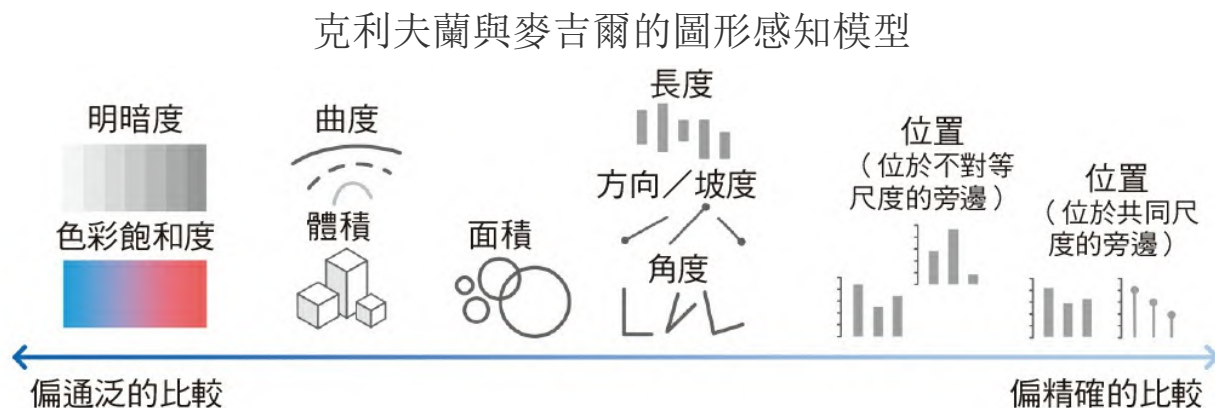 克利夫蘭與麥吉爾的圖形感知模型
明暗度
色彩飽和度
曲度
體積
面積
長度
方向／坡度
角度
位置
（位於不對等
尺度的旁邊）
位置
（位於共同尺
度的旁邊）
偏通泛的比較
偏精確的比較